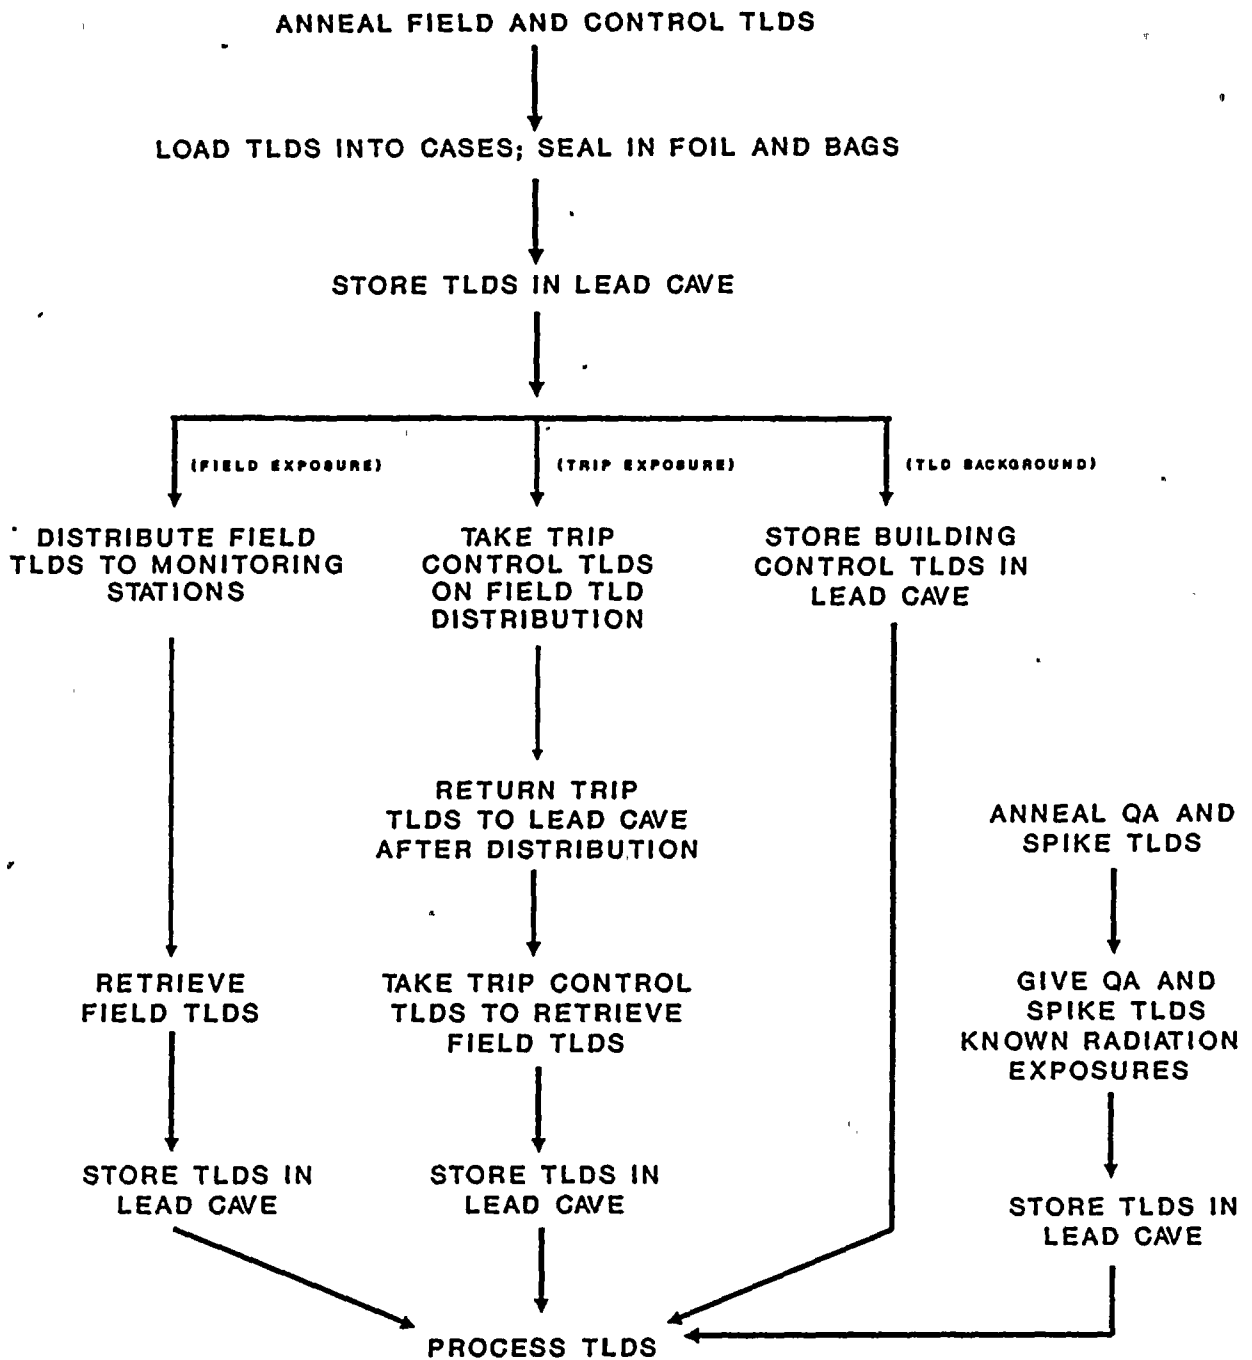 ANNEAL FIELD AND CONTROL TLDS
LOAD TLDS INTO CASES; SEAL IN FOIL AND BAGS
STORE TLDS IN LEAD CAVE
(FIELD EXPOSURE)
(TRIP EXPOSURE)
(TLD BACKGROUND)
DISTRIBUTE FIELD
TLDS TO MONITORING
STATIONS
TAKE TRIP
CONTROL TLDS
ON FIELD TLD
DISTRIBUTION
STORE BUILDING
CONTROL TLDS IN
LEAD CAVE
RETURN TRIP
TLDS TO LEAD CAVE
AFTER DISTRIBUTION
ANNEAL QA AND
SPIKE TLDS
RETRIEVE
FIELD TLDS
TAKE TRIP CONTROL
TLDS TO RETRIEVE
FIELD TLDS
GIVE QA AND
SPIKE TLDS
KNOWN RADIATION
EXPOSURES
STORE TLDS IN
LEAD CAVE
STORE TLDS IN
LEAD CAVE
STORE TLDS IN
LEAD CAVE
PROCESS TLDS